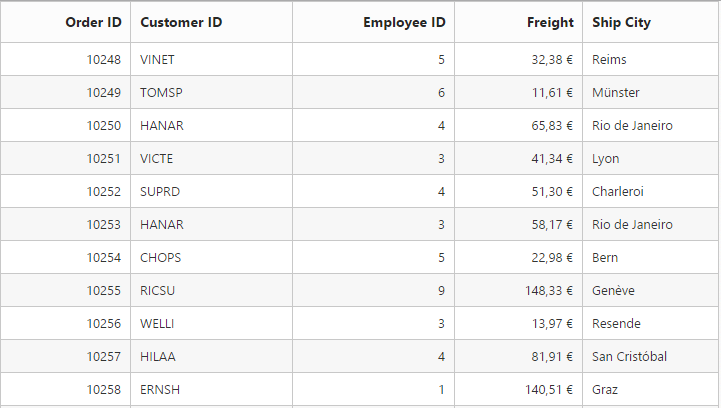 Order ID Customer ID Employee ID Freight Ship City
10248 VINET 5 32,38 € Reims
10249 TOMSP 6 11,61 € Münster
10250 HANAR 4 65,83 € Rio de Janeiro
10251 VICTE 3 41,34 € Lyon
10252 SUPRD 4 51,30 € Charleroi
10253 HANAR 3 58,17 € Rio de Janeiro
10254 CHOPS 5 22,98 € Bern
10255 RICSU 9 148,33 € Genève
10256 WELLI 3 13,97 € Resende
10257 HILAA 4 81,91 € San Cristóbal
10258 ERNSH 1 140,51 € Graz